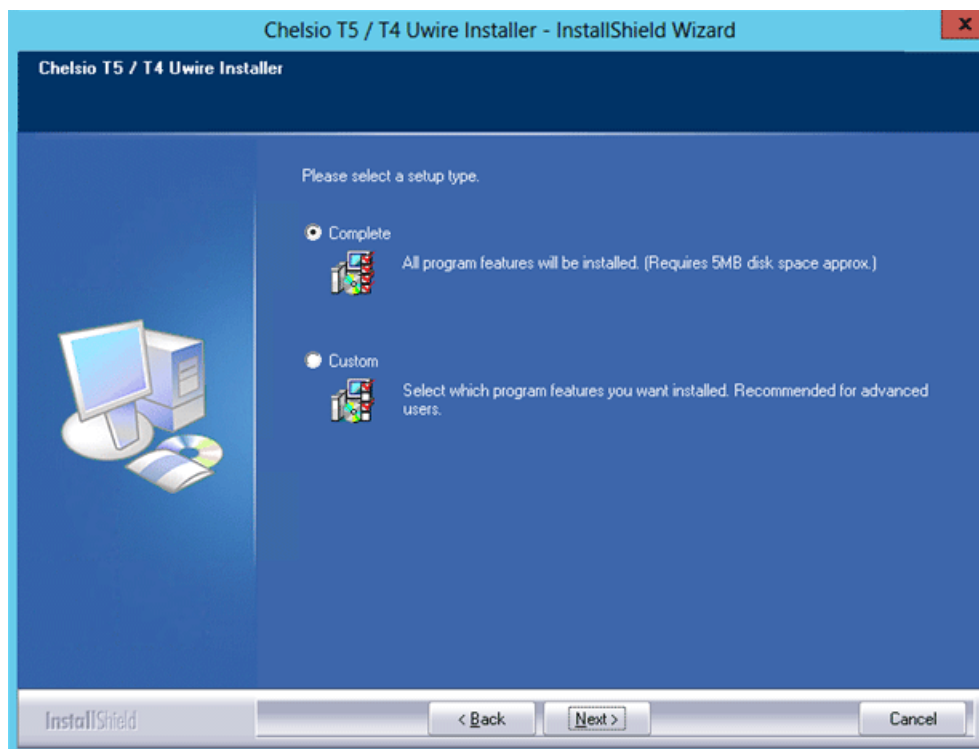 Chelsio T5 / T4 Uwire Installer - InstallShield Wizard
x
Chelsio T5 / T4 Uwire Installer
Please select a setup type.
Complete
All program features will be installed. (Requires 5MB disk space approx.)
Custom
Select which program features you want installed. Recommended for advanced
users.
InstallShield
< Back
Next >
Cancel